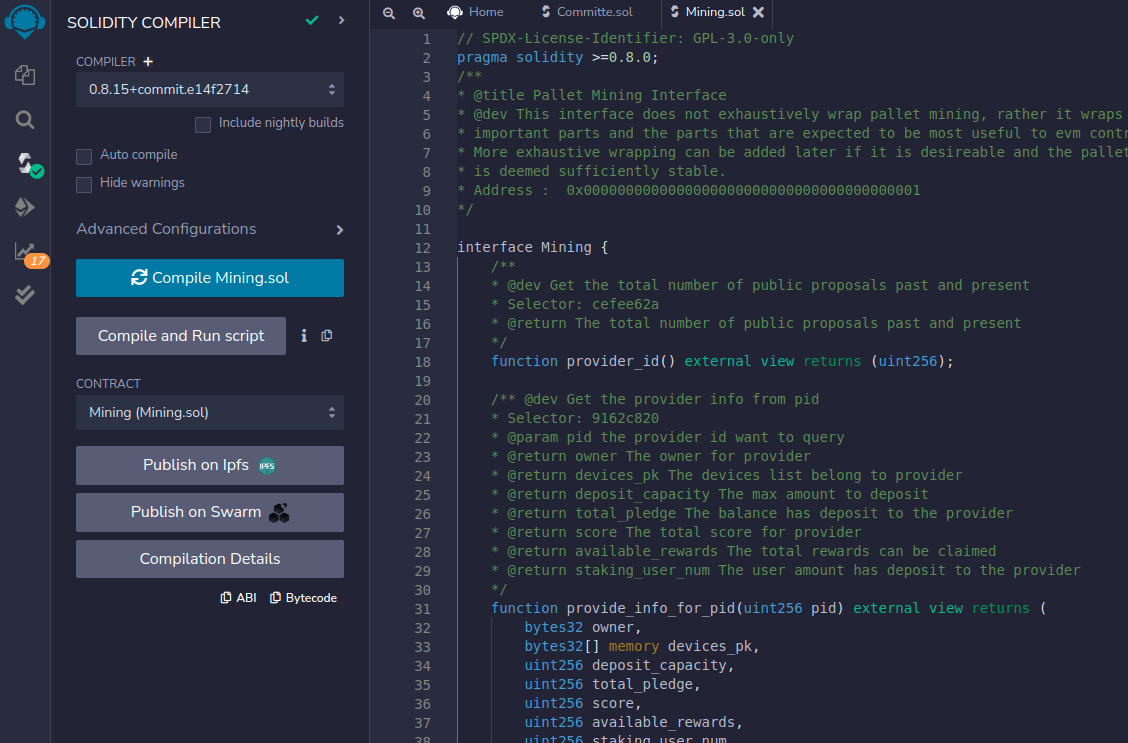 SOLIDITY COMPILER
COMPILER +
0.8.15+commit.e14f2714
Include nightly builds
Auto compile
Hide warnings
Advanced Configurations
Compile Mining.sol
Compile and Run script
i
CONTRACT
Mining (Mining.sol)
Publish on Ipfs IPFS
Publish on Swarm
Compilation Details
ABI Bytecode
17
Home Committe.sol Mining.sol
1 // SPDX-License-Identifier: GPL-3.0-only
2 pragma solidity >=0.8.0;
3 /**
4 * @title Pallet Mining Interface
5 * @dev This interface does not exhaustively wrap pallet mining, rather it wraps
6 * important parts and the parts that are expected to be most useful to evm contr
7 * More exhaustive wrapping can be added later if it is desireable and the pallet
8 * is deemed sufficiently stable.
9 * Address :  0x0000000000000000000000000000000000000001
10 */
11
12 interface Mining {
13 /**
14 * @dev Get the total number of public proposals past and present
15 * Selector: cefee62a
16 * @return The total number of public proposals past and present
17 */
18 function provider_id() external view returns (uint256);
19
20 /** @dev Get the provider info from pid
21 * Selector: 9162c820
22 * @param pid the provider id want to query
23 * @return owner The owner for provider
24 * @return devices_pk The devices list belong to provider
25 * @return deposit_capacity The max amount to deposit
26 * @return total_pledge The balance has deposit to the provider
27 * @return score The total score for provider
28 * @return available_rewards The total rewards can be claimed
29 * @return staking_user_num The user amount has deposit to the provider
30 */
31 function provide_info_for_pid(uint256 pid) external view returns (
32 bytes32 owner,
33 bytes32[] memory devices_pk,
34 uint256 deposit_capacity,
35 uint256 total_pledge,
36 uint256 score,
37 uint256 available_rewards,
38 uint256 staking_user_num